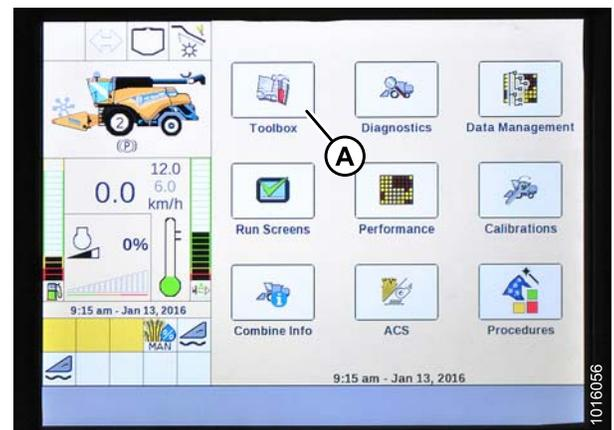 2
(P)
12.0
0.0
6.0
km/h
0%
9:15 am - Jan 13, 2016
MAN
Toolbox
Diagnostics
Data Management
A
Run Screens
Performance
Calibrations
Combine Info
ACS
Procedures
9:15 am - Jan 13, 2016
1016056